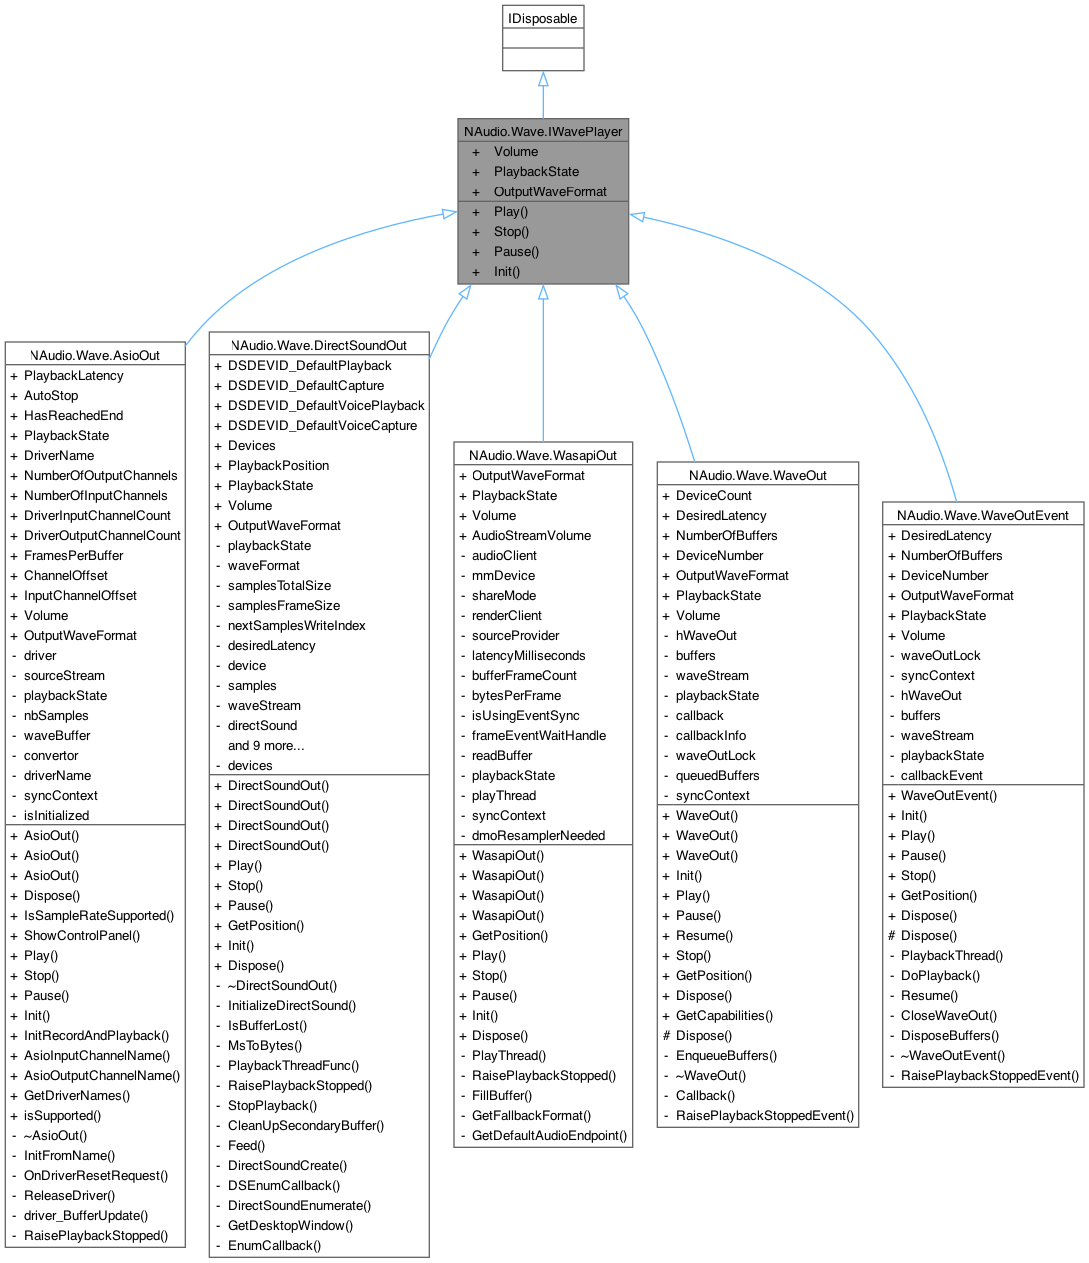 IDisposable
NAudio.Wave.IWavePlayer
+ Volume
+ PlaybackState
+ OutputWaveFormat
+ Play()
+ Stop()
+ Pause()
+ Init()
NAudio.Wave.AsioOut
+ PlaybackLatency
+ AutoStop
+ HasReachedEnd
+ PlaybackState
+ DriverName
+ NumberOfOutputChannels
+ NumberOfInputChannels
+ DriverInputChannelCount
+ DriverOutputChannelCount
+ FramesPerBuffer
+ ChannelOffset
+ InputChannelOffset
+ Volume
+ OutputWaveFormat
- driver
- sourceStream
- playbackState
- nbSamples
- waveBuffer
- convertor
- driverName
- syncContext
- isInitialized
+ AsioOut()
+ AsioOut()
+ AsioOut()
+ Dispose()
+ IsSampleRateSupported()
+ ShowControlPanel()
+ Play()
+ Stop()
+ Pause()
+ Init()
+ InitRecordAndPlayback()
+ AsioInputChannelName()
+ AsioOutputChannelName()
+ GetDriverNames()
+ isSupported()
- ~AsioOut()
- InitFromName()
- OnDriverResetRequest()
- ReleaseDriver()
- driver_BufferUpdate()
- RaisePlaybackStopped()
NAudio.Wave.DirectSoundOut
+ DSDEVID_DefaultPlayback
+ DSDEVID_DefaultCapture
+ DSDEVID_DefaultVoicePlayback
+ DSDEVID_DefaultVoiceCapture
+ Devices
+ PlaybackPosition
+ PlaybackState
+ Volume
+ OutputWaveFormat
- playbackState
- waveFormat
- samplesTotalSize
- samplesFrameSize
- nextSamplesWriteIndex
- desiredLatency
- device
- samples
- waveStream
- directSound
and 9 more...
- devices
+ DirectSoundOut()
+ DirectSoundOut()
+ DirectSoundOut()
+ DirectSoundOut()
+ Play()
+ Stop()
+ Pause()
+ GetPosition()
+ Init()
+ Dispose()
- ~DirectSoundOut()
- InitializeDirectSound()
- IsBufferLost()
- MsToBytes()
- PlaybackThreadFunc()
- RaisePlaybackStopped()
- StopPlayback()
- CleanUpSecondaryBuffer()
- Feed()
- DirectSoundCreate()
- DSEnumCallback()
- DirectSoundEnumerate()
- GetDesktopWindow()
- EnumCallback()
NAudio.Wave.WasapiOut
+ OutputWaveFormat
+ PlaybackState
+ Volume
+ AudioStreamVolume
- audioClient
- mmDevice
- shareMode
- renderClient
- sourceProvider
- latencyMilliseconds
- bufferFrameCount
- bytesPerFrame
- isUsingEventSync
- frameEventWaitHandle
- readBuffer
- playbackState
- playThread
- syncContext
- dmoResamplerNeeded
+ WasapiOut()
+ WasapiOut()
+ WasapiOut()
+ WasapiOut()
+ GetPosition()
+ Play()
+ Stop()
+ Pause()
+ Init()
+ Dispose()
- PlayThread()
- RaisePlaybackStopped()
- FillBuffer()
- GetFallbackFormat()
- GetDefaultAudioEndpoint()
NAudio.Wave.WaveOut
+ DeviceCount
+ DesiredLatency
+ NumberOfBuffers
+ DeviceNumber
+ OutputWaveFormat
+ PlaybackState
+ Volume
- hWaveOut
- buffers
- waveStream
- playbackState
- callback
- callbackInfo
- waveOutLock
- queuedBuffers
- syncContext
+ WaveOut()
+ WaveOut()
+ WaveOut()
+ Init()
+ Play()
+ Pause()
+ Resume()
+ Stop()
+ GetPosition()
+ Dispose()
+ GetCapabilities()
# Dispose()
- EnqueueBuffers()
- ~WaveOut()
- Callback()
- RaisePlaybackStoppedEvent()
NAudio.Wave.WaveOutEvent
+ DesiredLatency
+ NumberOfBuffers
+ DeviceNumber
+ OutputWaveFormat
+ PlaybackState
+ Volume
- waveOutLock
- syncContext
- hWaveOut
- buffers
- waveStream
- playbackState
- callbackEvent
+ WaveOutEvent()
+ Init()
+ Play()
+ Pause()
+ Stop()
+ GetPosition()
+ Dispose()
# Dispose()
- PlaybackThread()
- DoPlayback()
- Resume()
- CloseWaveOut()
- DisposeBuffers()
- ~WaveOutEvent()
- RaisePlaybackStoppedEvent()